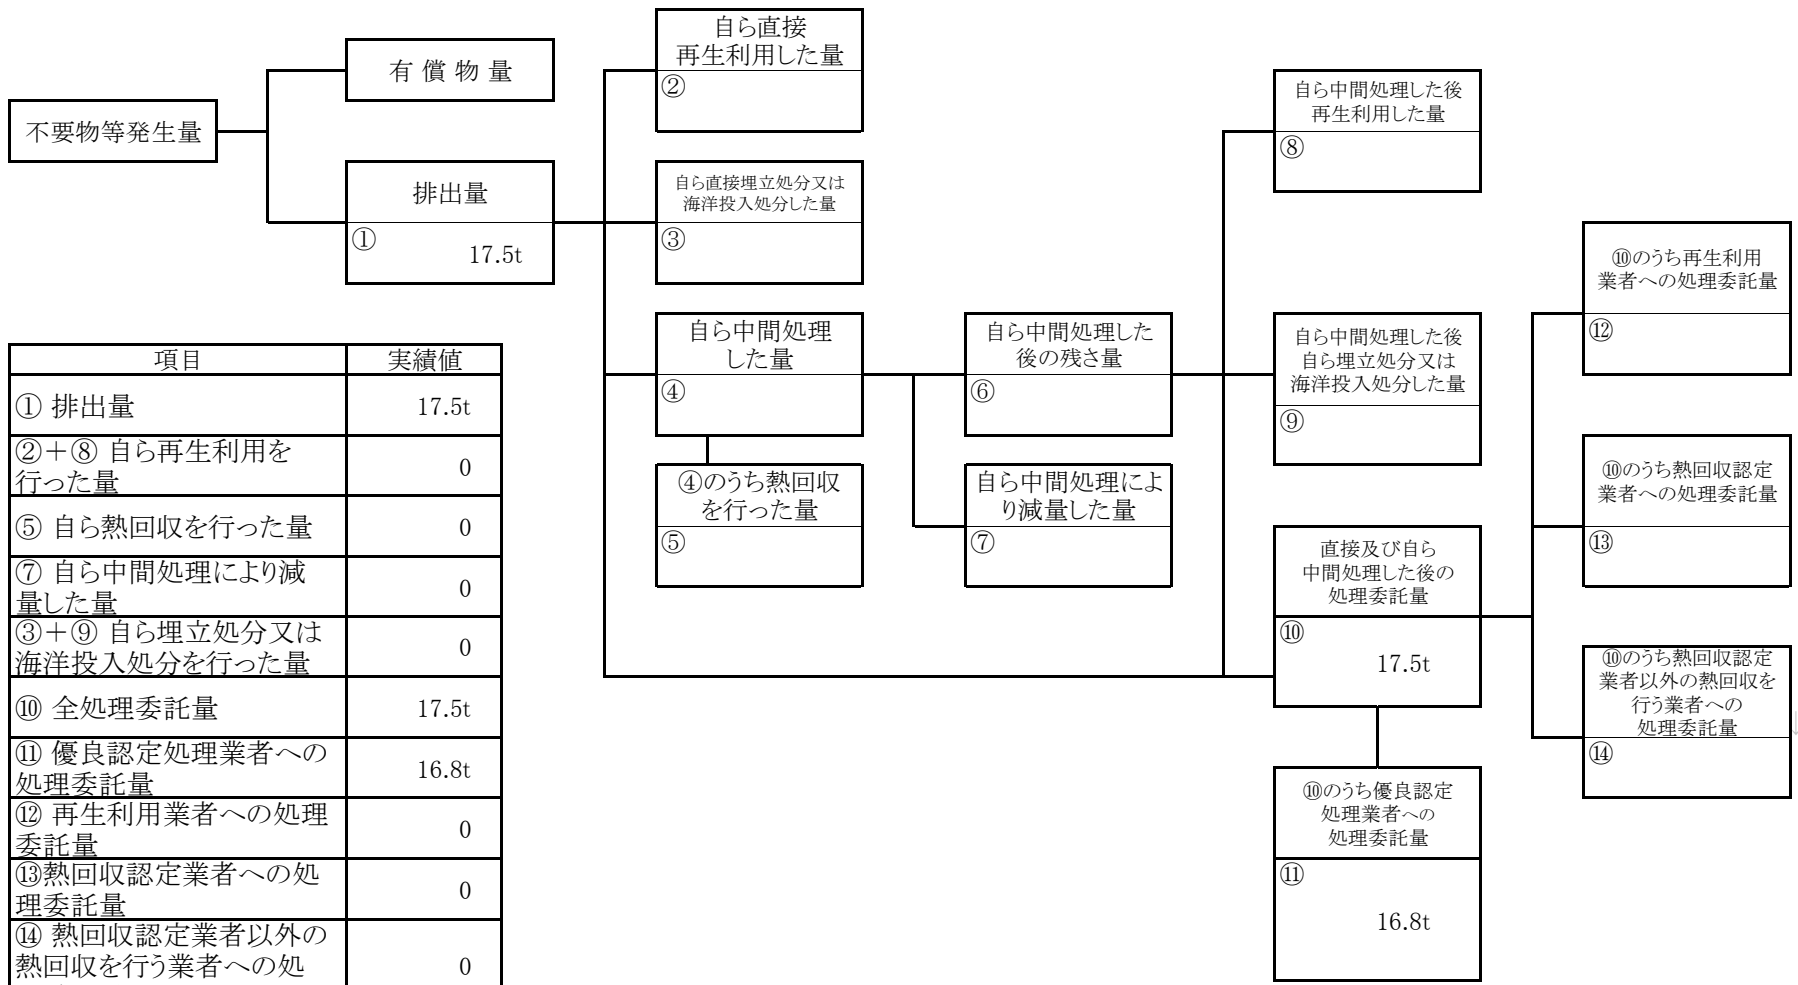 不要物等発生量
有償物量
排出量
①
17.5t
自ら直接
再生利用した量
②
自ら直接埋立処分又は
海洋投入処分した量
③
自ら中間処理
した量
④
④のうち熱回収
を行った量
⑤
自ら中間処理した
後の残さ量
⑥
自ら中間処理によ
り減量した量
⑦
自ら中間処理した後
再生利用した量
⑧
自ら中間処理した後
自ら埋立処分又は
海洋投入処分した量
⑨
直接及び自ら
中間処理した後の
処理委託量
⑩
17.5t
⑩のうち優良認定
処理業者への
処理委託量
⑪
16.8t
⑩のうち再生利用
業者への処理委託量
⑫
⑩のうち熱回収認定
業者への処理委託量
⑬
⑩のうち熱回収認定
業者以外の熱回収を
行う業者への
処理委託量
⑭
項目 実績値
① 排出量 17.5t
②＋⑧ 自ら再生利用を
行った量 0
⑤ 自ら熱回収を行った量 0
⑦ 自ら中間処理により減
量した量 0
③＋⑨ 自ら埋立処分又は
海洋投入処分を行った量 0
⑩ 全処理委託量 17.5t
⑪ 優良認定処理業者への
処理委託量 16.8t
⑫ 再生利用業者への処理
委託量 0
⑬熱回収認定業者への処
理委託量 0
⑭ 熱回収認定業者以外の
熱回収を行う業者への処 0